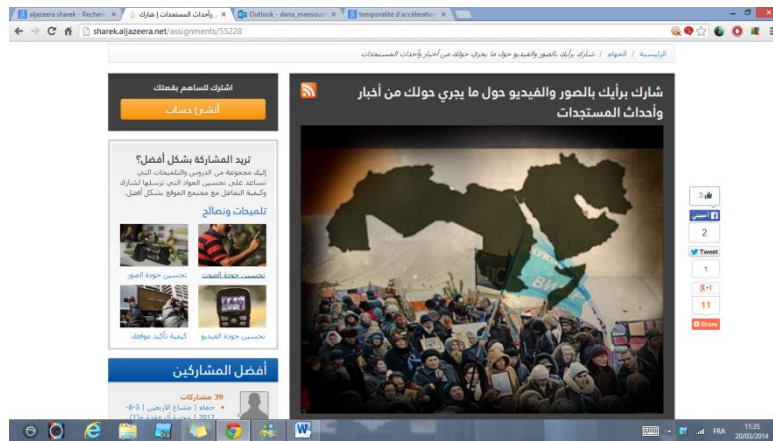 aljazeera sharek - Recherc
وأحداث المستجدات | شارك
Outlook - dana_mansouri
temporalité d'accélération
sharek.aljazeera.net/assignments/55228
الرئيسية / المهام / شارك برأيك بالصور والفيديو حول ما يجري حولك من أخبار وأحداث المستجدات
شارك برأيك بالصور والفيديو حول ما يجري حولك من أخبار
وأحداث المستجدات
اشترك لتساهم بقصتك
أنشئ حساب
تريد المشاركة بشكل أفضل؟
إليك مجموعة من الدروس والتلميحات التي
تساعد على تحسين المواد التي ترسلها لشارك
وكيفية التفاعل مع مجتمع الموقع بشكل أفضل.
تلميحات ونصائح
تحسين جودة الصوت
تحسين جودة الصور
تحسين جودة الفيديو
كيفية تأكيد موقعك
أفضل المشاركين
39 مشاركات
3
أعجبني
2
Tweet
1
g+1
11
Share
FRA
11:35
20/03/2014